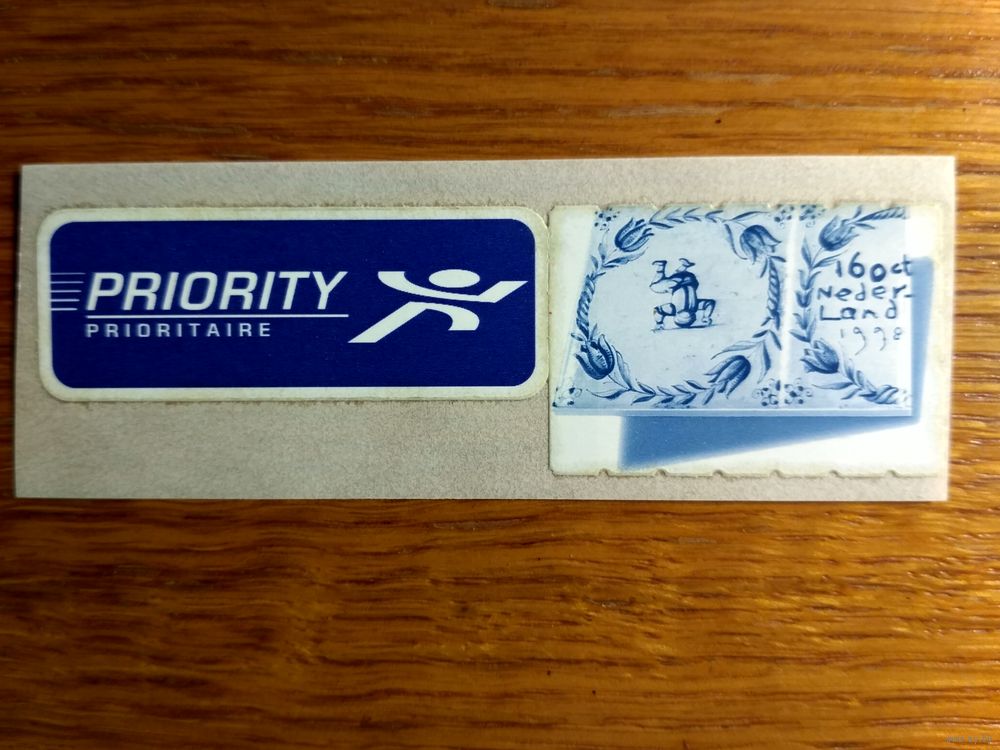 PRIORITY
PRIORITAIRE
160ct
Neder-
Land
1998